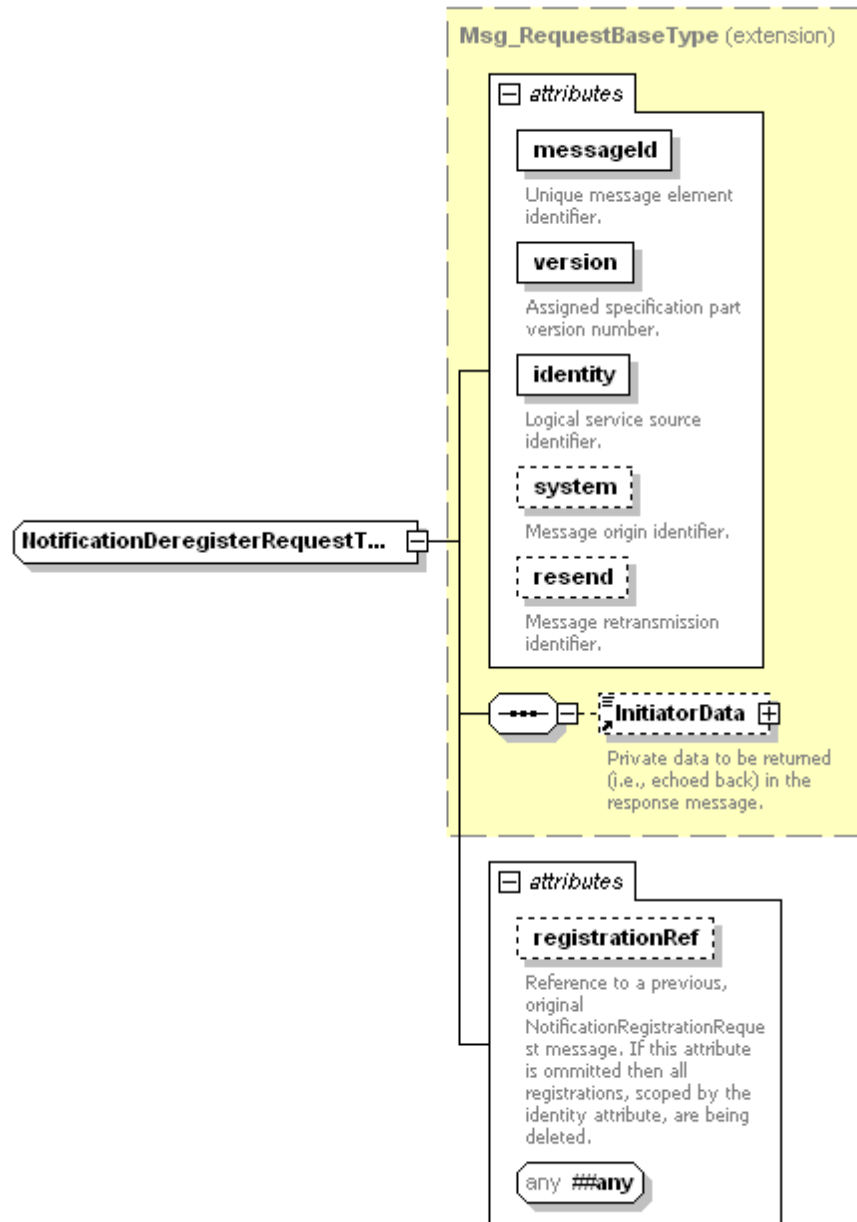 Msg_RequestBaseType (extension)
attributes
messageId
Unique message element
identifier.
version
Assigned specification part
version number.
identity
Logical service source
identifier.
system
Message origin identifier.
resend
Message retransmission
identifier.
NotificationDeregisterRequestT...
InitiatorData
Private data to be returned
(i.e., echoed back) in the
response message.
attributes
registrationRef
Reference to a previous,
original
NotificationRegistrationReque
st message. If this attribute
is ommitted then all
registrations, scoped by the
identity attribute, are being
deleted.
any ##any